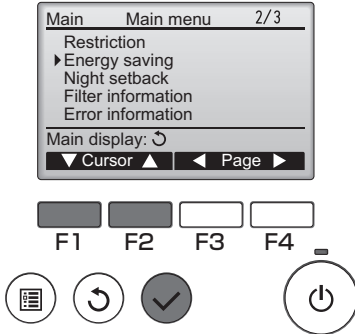 Main Main menu 2/3
Restriction
Energy saving
Night setback
Filter information
Error information
Main display:
Cursor Page
F1 F2 F3 F4